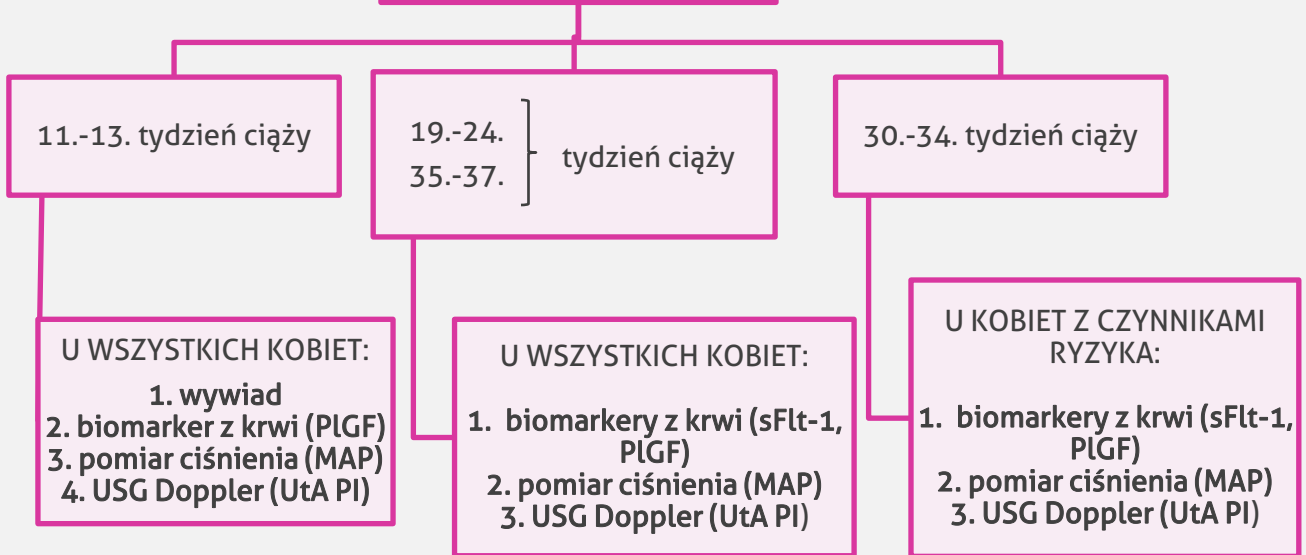 11.-13. tydzień ciąży
19.-24.
35.-37.
tydzień ciąży
30.-34. tydzień ciąży
U WSZYSTKICH KOBIET:
1. wywiad
2. biomarker z krwi (PlGF)
3. pomiar ciśnienia (MAP)
4. USG Doppler (UtA PI)
U WSZYSTKICH KOBIET:
1. biomarkery z krwi (sFlt-1,
PlGF)
2. pomiar ciśnienia (MAP)
3. USG Doppler (UtA PI)
U KOBIET Z CZYNNIKAMI
RYZYKA:
1. biomarkery z krwi (sFlt-1,
PlGF)
2. pomiar ciśnienia (MAP)
3. USG Doppler (UtA PI)